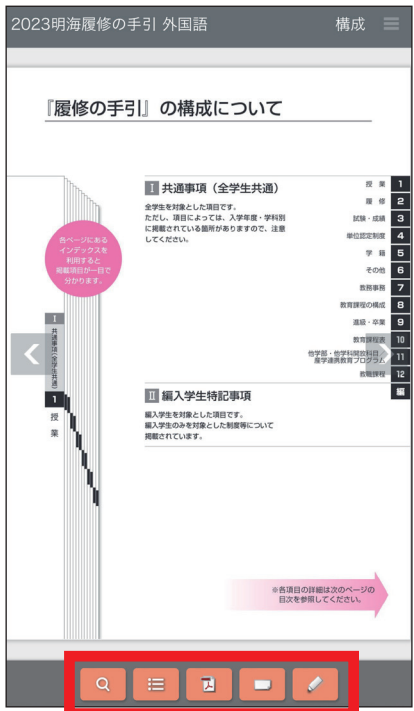 2023明海履修の手引 外国語
構成
『履修の手引』の構成について
各ページにある
インデックスを
利用すると
掲載項目が一目で
分かります。
I
共通事項(全学生共通)
1
授業
I 共通事項(全学生共通)
全学生を対象とした項目です。
ただし、項目によっては、入学年度・学科別
に掲載されている箇所がありますので、注意
してください。
II 編入学生特記事項
編入学生を対象とした項目です。
編入学生のみを対象とした制度等について
掲載されています。
授 業 1
履 修 2
試験・成績 3
単位認定制度 4
学 籍 5
その他 6
教務事務 7
教育課程の構成 8
進級・卒業 9
教育課程表 10
他学部・他学科開放科目/
産学連携教育プログラム 11
教職課程 12
編
※各項目の詳細は次のページの
目次を参照してください。